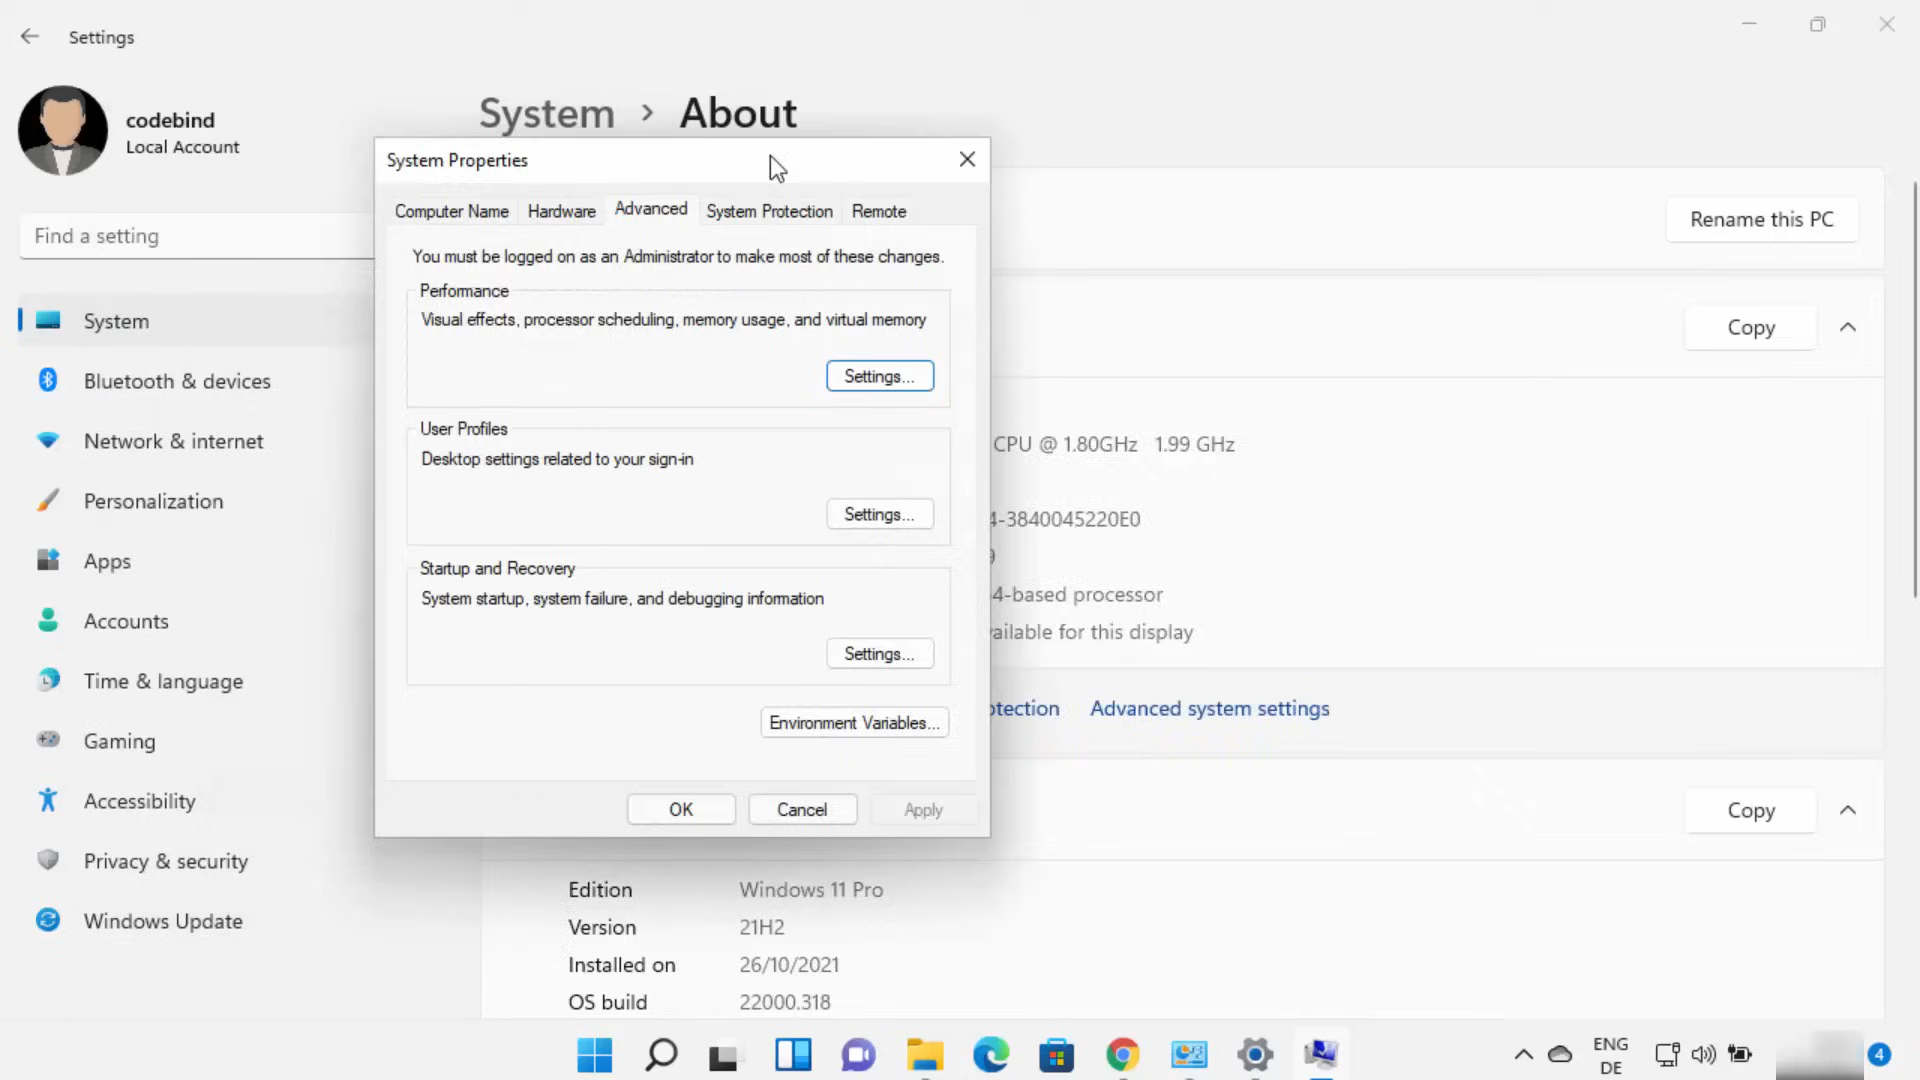 Settings
codebind
Local Account
Find a setting
System
Bluetooth & devices
Network & internet
Personalization
Apps
Accounts
Time & language
Gaming
Accessibility
Privacy & security
Windows Update
System › About
Rename this PC
Copy
CPU @ 1.80GHz 1.99 GHz
4-3840045220E0
9
4-based processor
ailable for this display
otection Advanced system settings
Copy
Edition Windows 11 Pro
Version 21H2
Installed on 26/10/2021
OS build 22000.318
System Properties
Computer Name Hardware Advanced System Protection Remote
You must be logged on as an Administrator to make most of these changes.
Performance
Visual effects, processor scheduling, memory usage, and virtual memory
Settings...
User Profiles
Desktop settings related to your sign-in
Settings...
Startup and Recovery
System startup, system failure, and debugging information
Settings...
Environment Variables...
OK Cancel Apply
ENG
DE
4